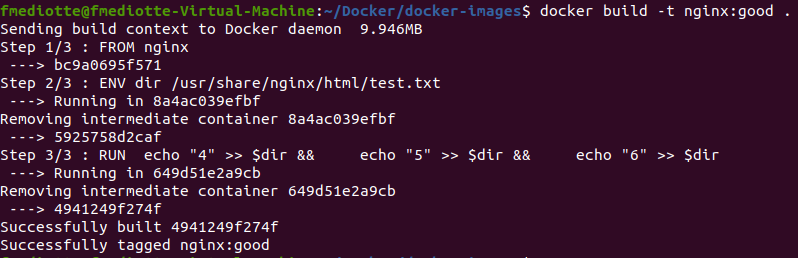 fmediotte@fmediotte-Virtual-Machine:~/Docker/docker-images$ docker build -t nginx:good .
Sending build context to Docker daemon  9.946MB
Step 1/3 : FROM nginx
 ---> bc9a0695f571
Step 2/3 : ENV dir /usr/share/nginx/html/test.txt
 ---> Running in 8a4ac039efbf
Removing intermediate container 8a4ac039efbf
 ---> 5925758d2caf
Step 3/3 : RUN  echo "4" >> $dir &&     echo "5" >> $dir &&     echo "6" >> $dir
 ---> Running in 649d51e2a9cb
Removing intermediate container 649d51e2a9cb
 ---> 4941249f274f
Successfully built 4941249f274f
Successfully tagged nginx:good